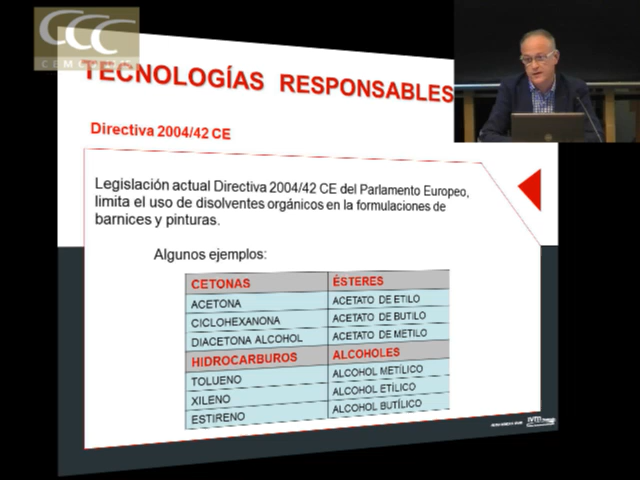 CCC
TECNOLOGÍAS RESPONSABLES
Directiva 2004/42 CE
Legislación actual Directiva 2004/42 CE del Parlamento Europeo,
limita el uso de disolventes orgánicos en la formulaciones de
barnices y pinturas.
Algunos ejemplos:
CETONAS ÉSTERES
ACETONA ACETATO DE ETILO
CICLOHEXANONA ACETATO DE BUTILO
DIACETONA ALCOHOL ACETATO DE METILO
HIDROCARBUROS ALCOHOLES
TOLUENO ALCOHOL METÍLICO
XILENO ALCOHOL ETÍLICO
ESTIRENO ALCOHOL BUTÍLICO